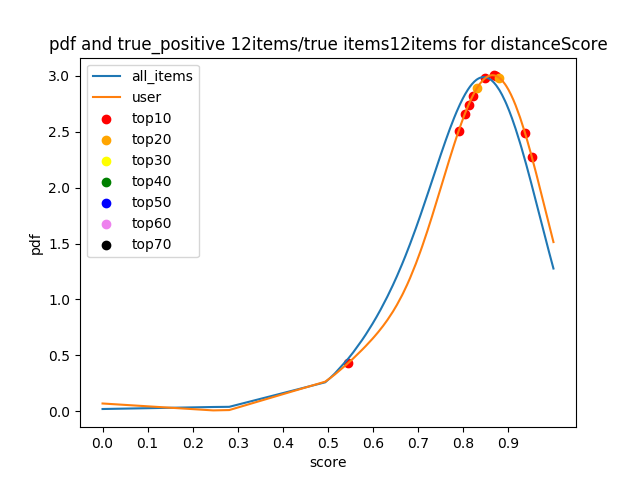 pdf and true_positive 12items/true items12items for distanceScore
all_items
user
top10
top20
top30
top40
top50
top60
top70
pdf
3.0
2.5
2.0
1.5
1.0
0.5
0.0
0.0 0.1 0.2 0.3 0.4 0.5 0.6 0.7 0.8 0.9
score